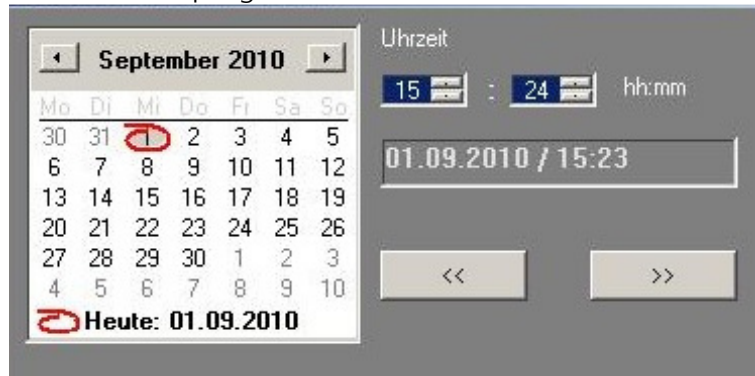 September 2010
Mo Di Mi Do Fr Sa So
30 31 1 2 3 4 5
6 7 8 9 10 11 12
13 14 15 16 17 18 19
20 21 22 23 24 25 26
27 28 29 30 1 2 3
4 5 6 7 8 9 10
Heute: 01.09.2010
Uhrzeit
15 : 24 hh:mm
01.09.2010 / 15:23
<< >>